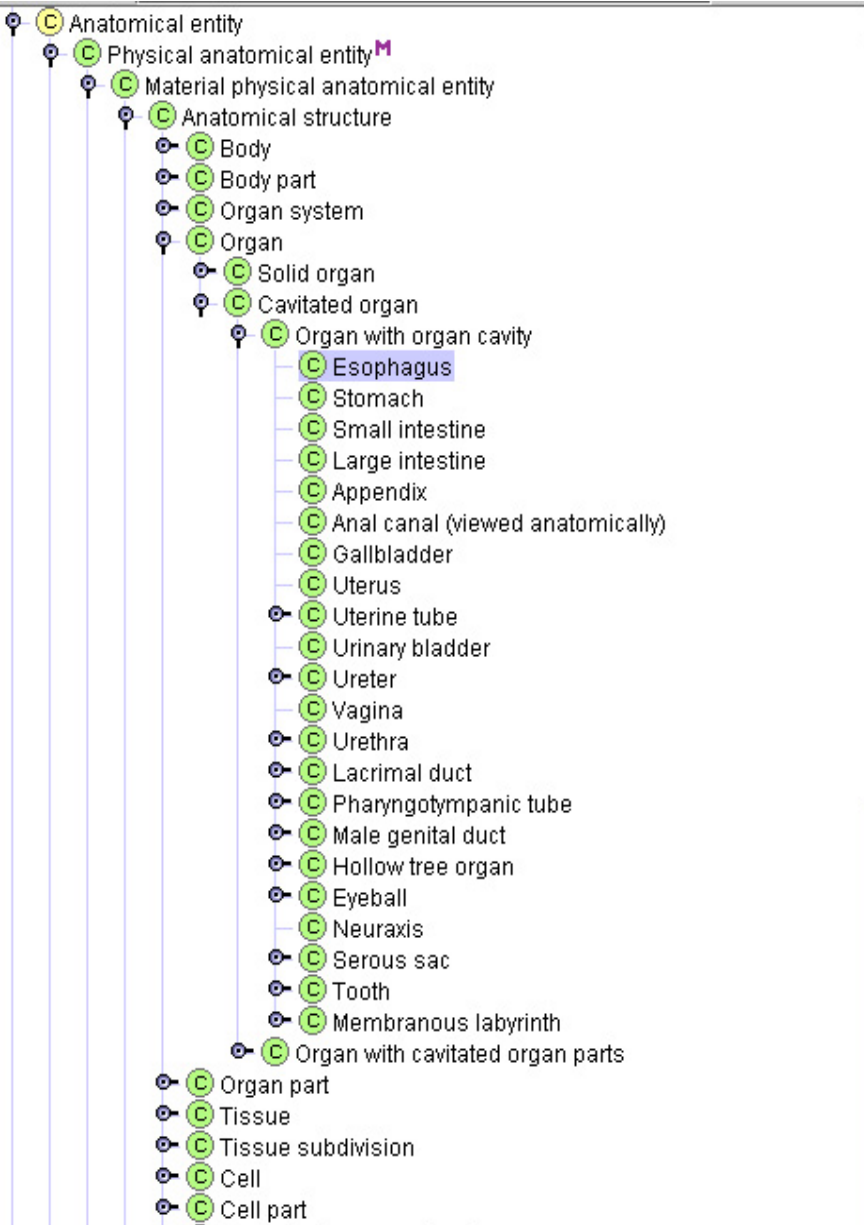 C Anatomical entity
C Physical anatomical entity M
C Material physical anatomical entity
C Anatomical structure
C Body
C Body part
C Organ system
C Organ
C Solid organ
C Cavitated organ
C Organ with organ cavity
C Esophagus
C Stomach
C Small intestine
C Large intestine
C Appendix
C Anal canal (viewed anatomically)
C Gallbladder
C Uterus
C Uterine tube
C Urinary bladder
C Ureter
C Vagina
C Urethra
C Lacrimal duct
C Pharyngotympanic tube
C Male genital duct
C Hollow tree organ
C Eyeball
C Neuraxis
C Serous sac
C Tooth
C Membranous labyrinth
C Organ with cavitated organ parts
C Organ part
C Tissue
C Tissue subdivision
C Cell
C Cell part